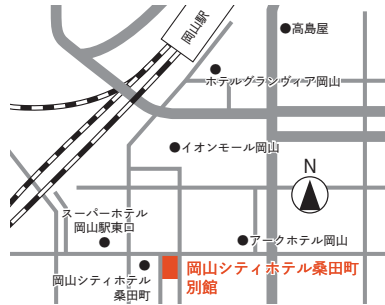 岡山駅
高島屋
ホテルグランヴィア岡山
イオンモール岡山
N
スーパーホテル
岡山駅東口
アークホテル岡山
岡山シティホテル
桑田町
岡山シティホテル桑田町
別館